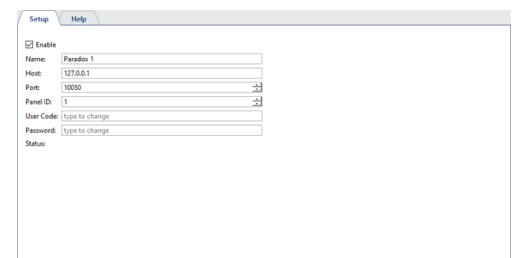 Setup Help
Enable
Name: Paradox 1
Host: 127.0.0.1
Port: 10050
Panel ID: 1
User Code: type to change
Password: type to change
Status: